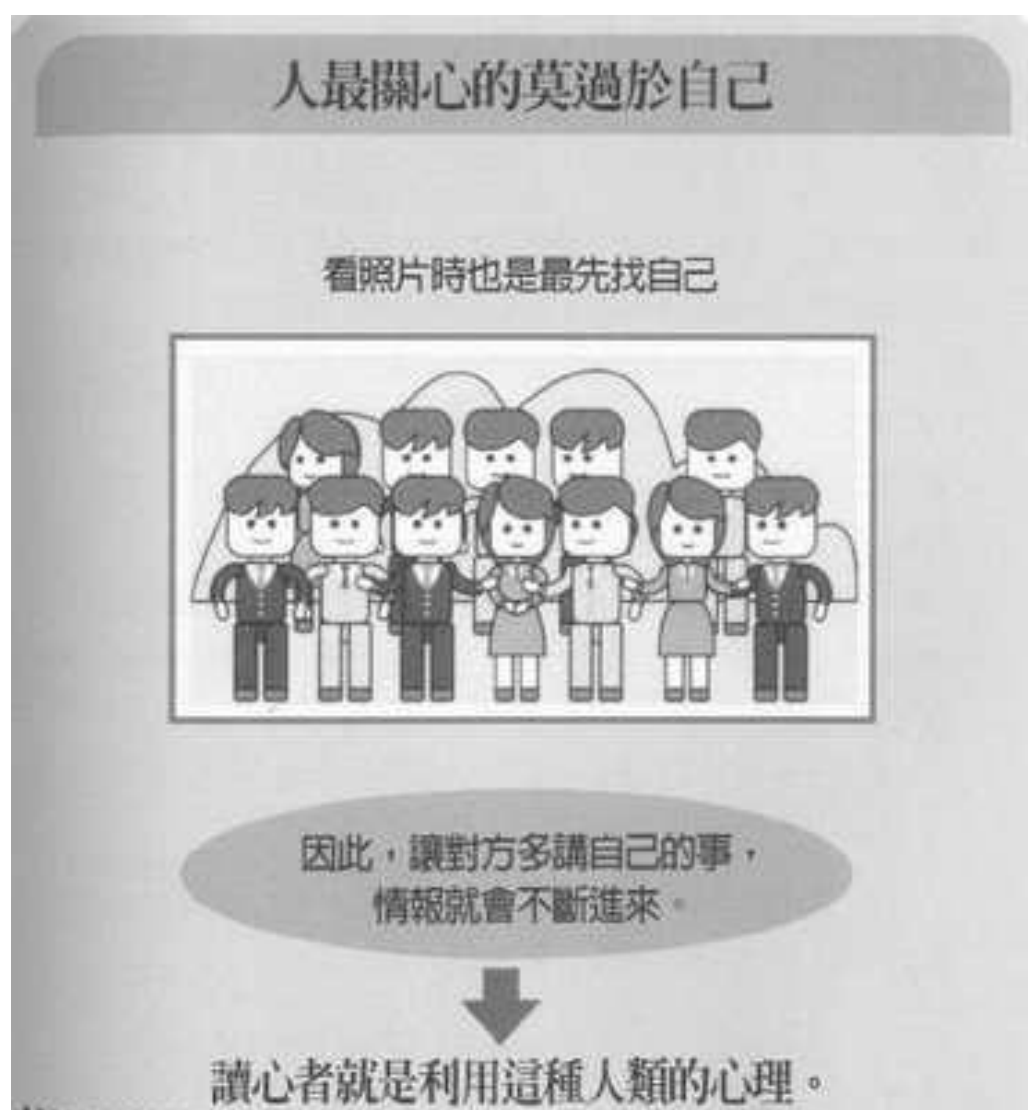 人最關心的莫過於自己
看照片時也是最先找自己
因此，讓對方多講自己的事，
情報就會不斷進來。
讀心者就是利用這種人類的心理。